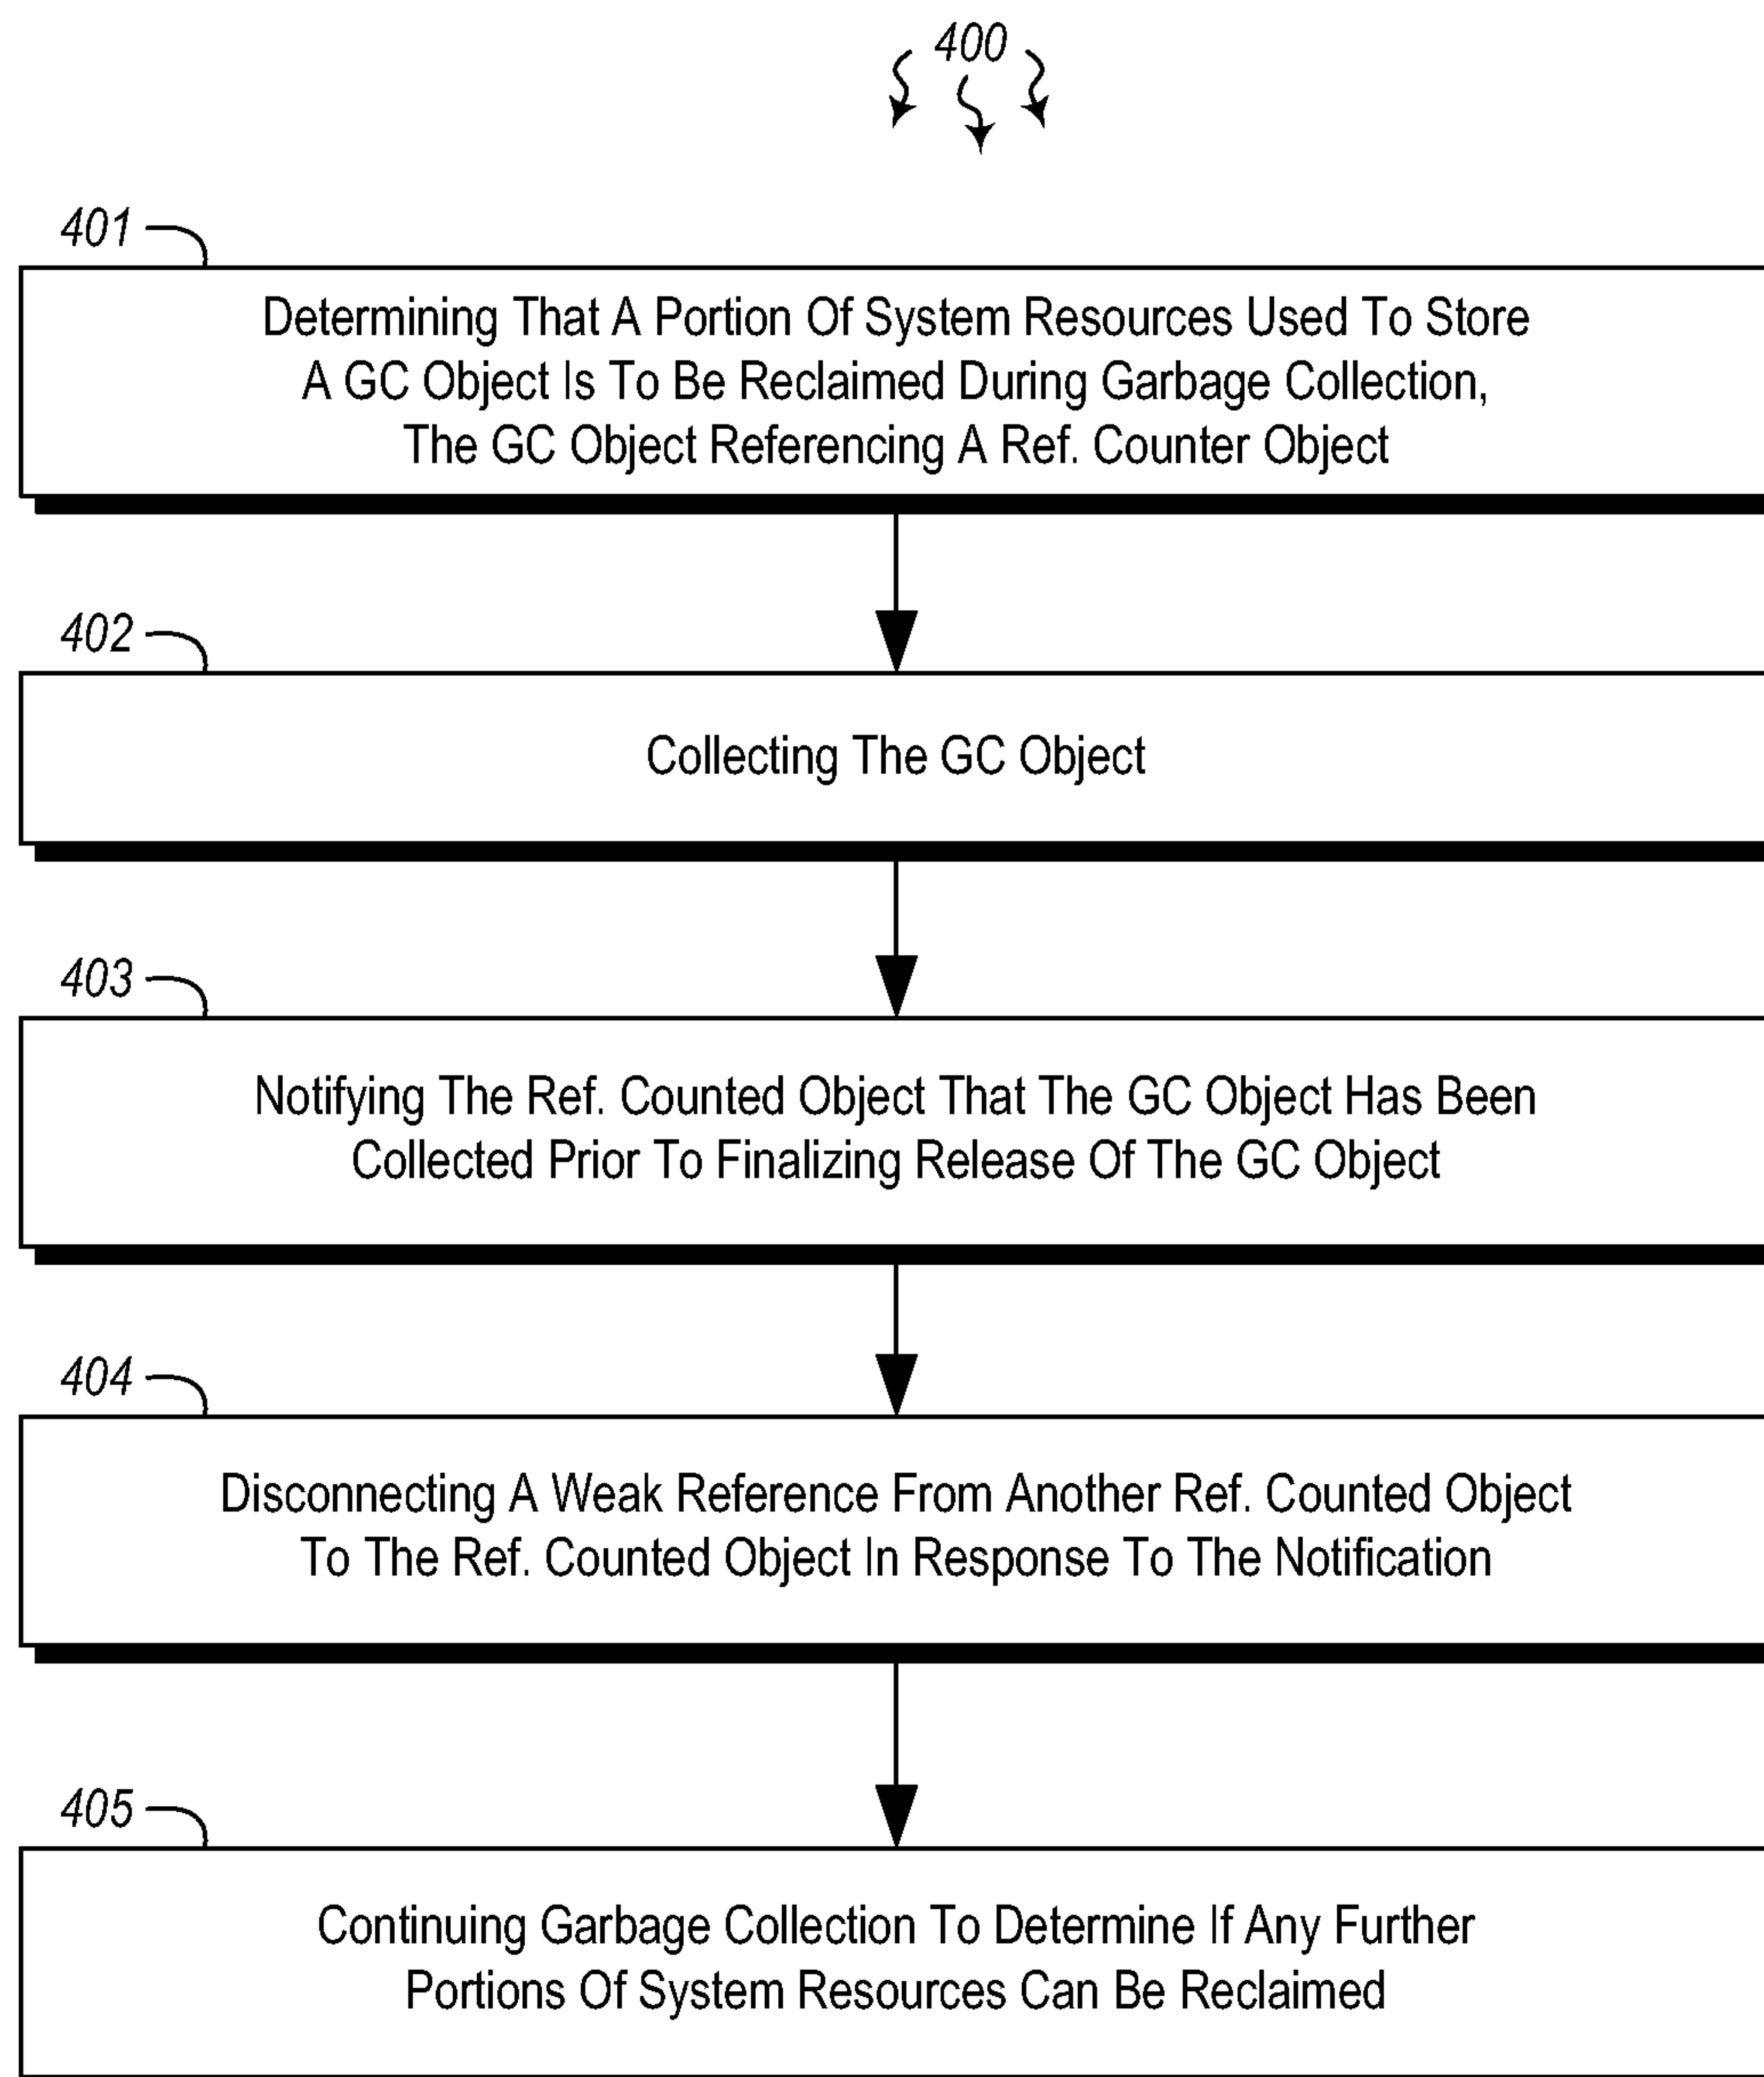 400
401
Determining That A Portion Of System Resources Used To Store
A GC Object Is To Be Reclaimed During Garbage Collection,
The GC Object Referencing A Ref. Counter Object
402
Collecting The GC Object
403
Notifying The Ref. Counted Object That The GC Object Has Been
Collected Prior To Finalizing Release Of The GC Object
404
Disconnecting A Weak Reference From Another Ref. Counted Object
To The Ref. Counted Object In Response To The Notification
405
Continuing Garbage Collection To Determine If Any Further
Portions Of System Resources Can Be Reclaimed